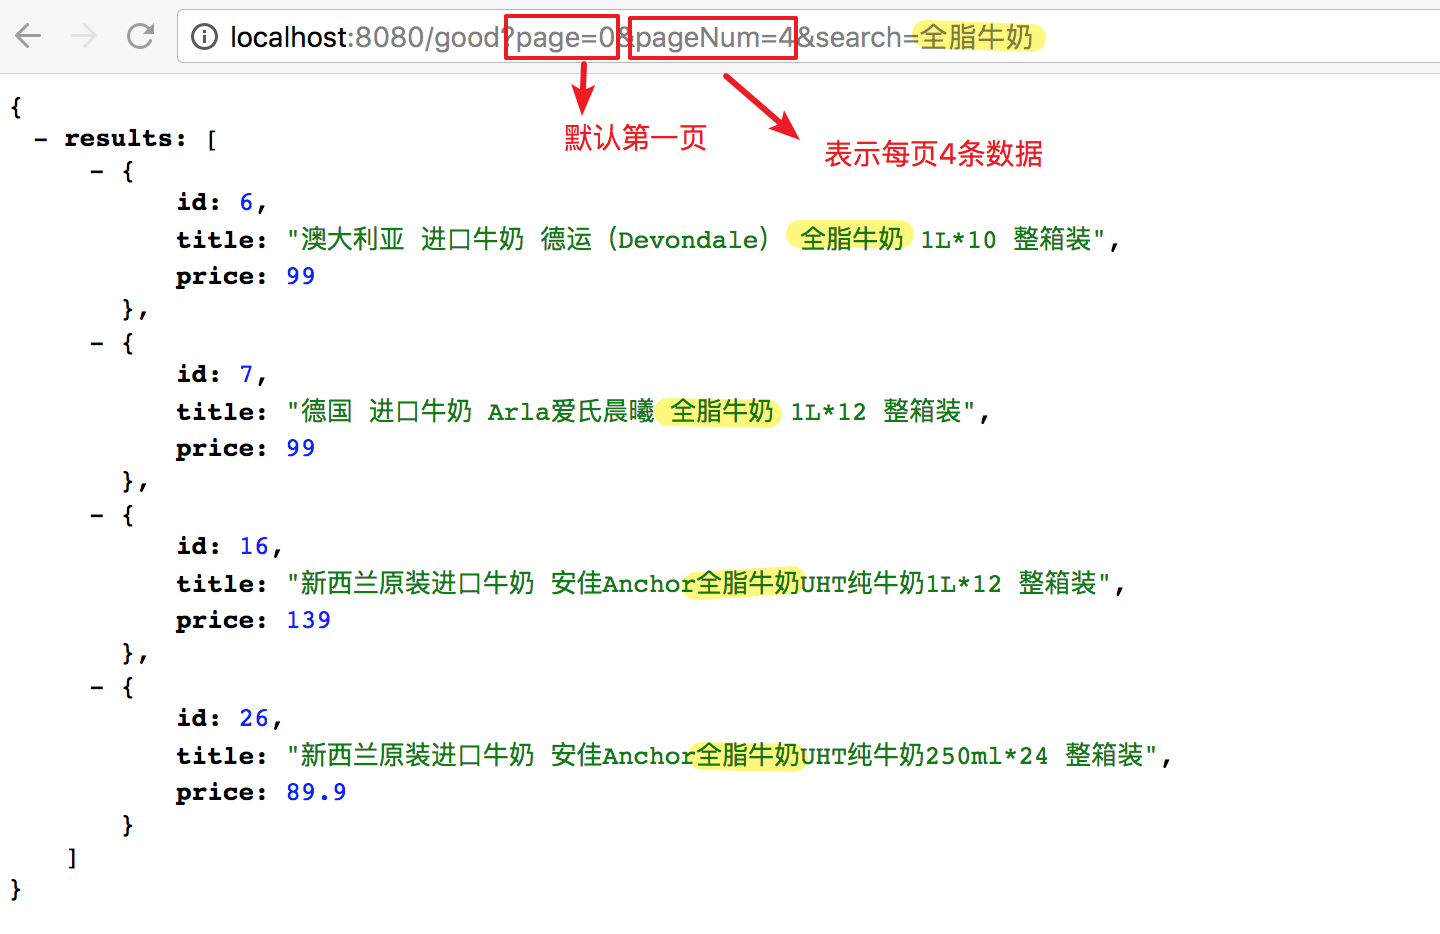 localhost:8080/good?page=0&pageNum=4&search=全脂牛奶
默认第一页
表示每页4条数据
{
- results: [
- {
id: 6,
title: "澳大利亚 进口牛奶 德运（Devondale） 全脂牛奶 1L*10 整箱装",
price: 99
},
- {
id: 7,
title: "德国 进口牛奶 Arla爱氏晨曦 全脂牛奶 1L*12 整箱装",
price: 99
},
- {
id: 16,
title: "新西兰原装进口牛奶 安佳Anchor全脂牛奶UHT纯牛奶1L*12 整箱装",
price: 139
},
- {
id: 26,
title: "新西兰原装进口牛奶 安佳Anchor全脂牛奶UHT纯牛奶250ml*24 整箱装",
price: 89.9
}
]
}